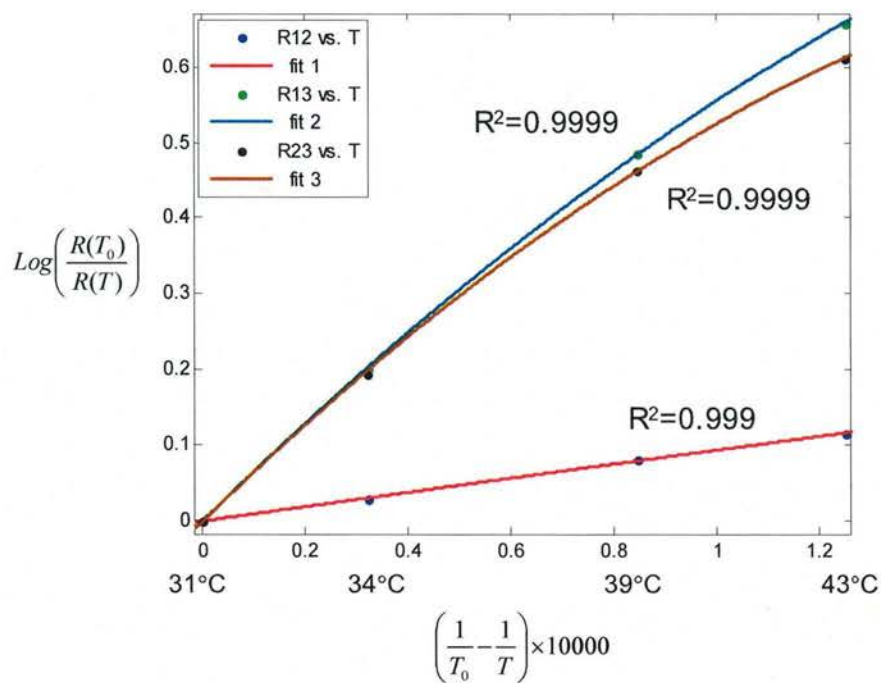 R12 vs. T
fit 1
R13 vs. T
fit 2
R23 vs. T
fit 3
R²=0.9999
R²=0.9999
R²=0.999
Log(R(T₀)/R(T))
0.6
0.5
0.4
0.3
0.2
0.1
0
0 0.2 0.4 0.6 0.8 1 1.2
31°C 34°C 39°C 43°C
(1/T₀ − 1/T)×10000